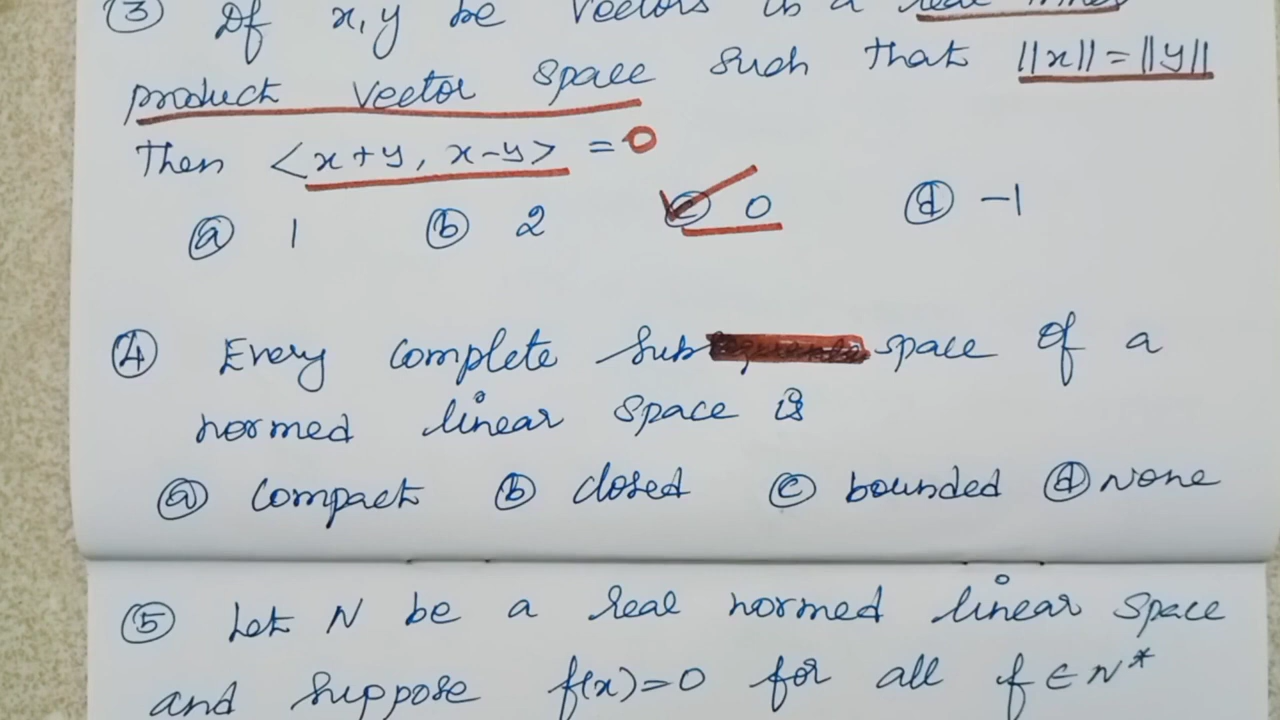 (3) If x, y be vectors in a real inner
product vector space such that ||x|| = ||y||
Then <x+y, x-y> = 0
(a) 1 (b) 2 (c) 0 (d) -1
(4) Every complete sub space of a
normed linear space is
(a) compact (b) closed (c) bounded (d) None
(5) Let N be a real normed linear space
and suppose f(x)=0 for all f ∈ N*